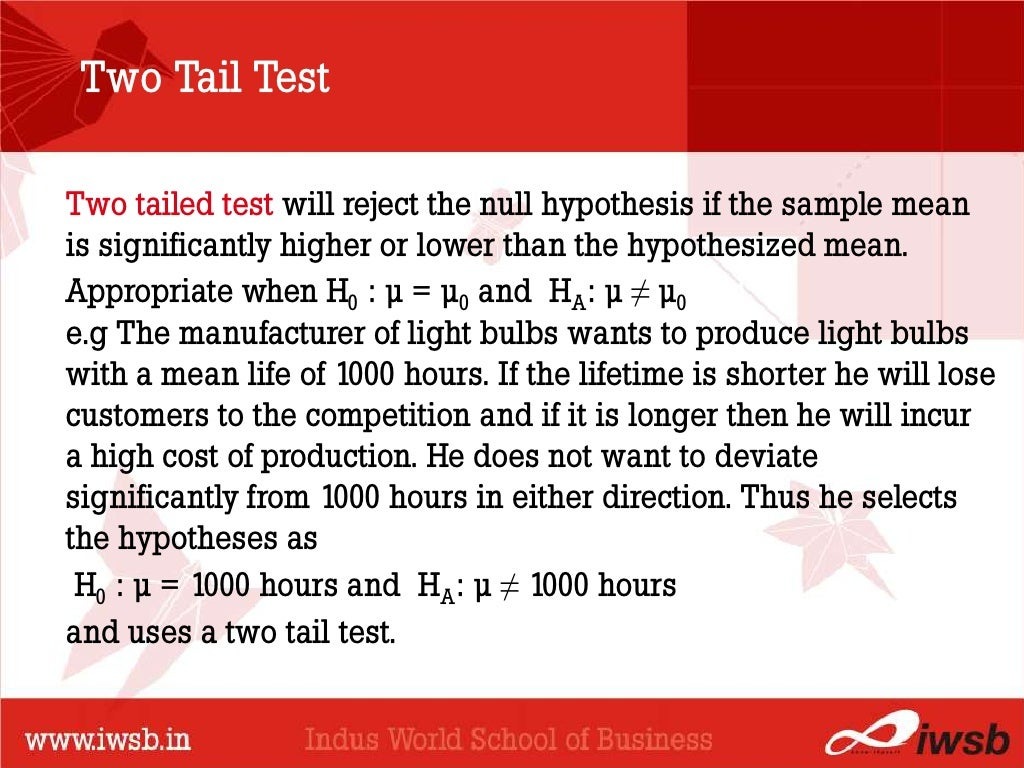 Two Tail Test
Two tailed test will reject the null hypothesis if the sample mean
is significantly higher or lower than the hypothesized mean.
Appropriate when H₀ : µ = µ₀ and H_A: µ ≠ µ₀
e.g The manufacturer of light bulbs wants to produce light bulbs
with a mean life of 1000 hours. If the lifetime is shorter he will lose
customers to the competition and if it is longer then he will incur
a high cost of production. He does not want to deviate
significantly from 1000 hours in either direction. Thus he selects
the hypotheses as
H₀ : µ = 1000 hours and H_A: µ ≠ 1000 hours
and uses a two tail test.
www.iwsb.in Indus World School of Business iwsb